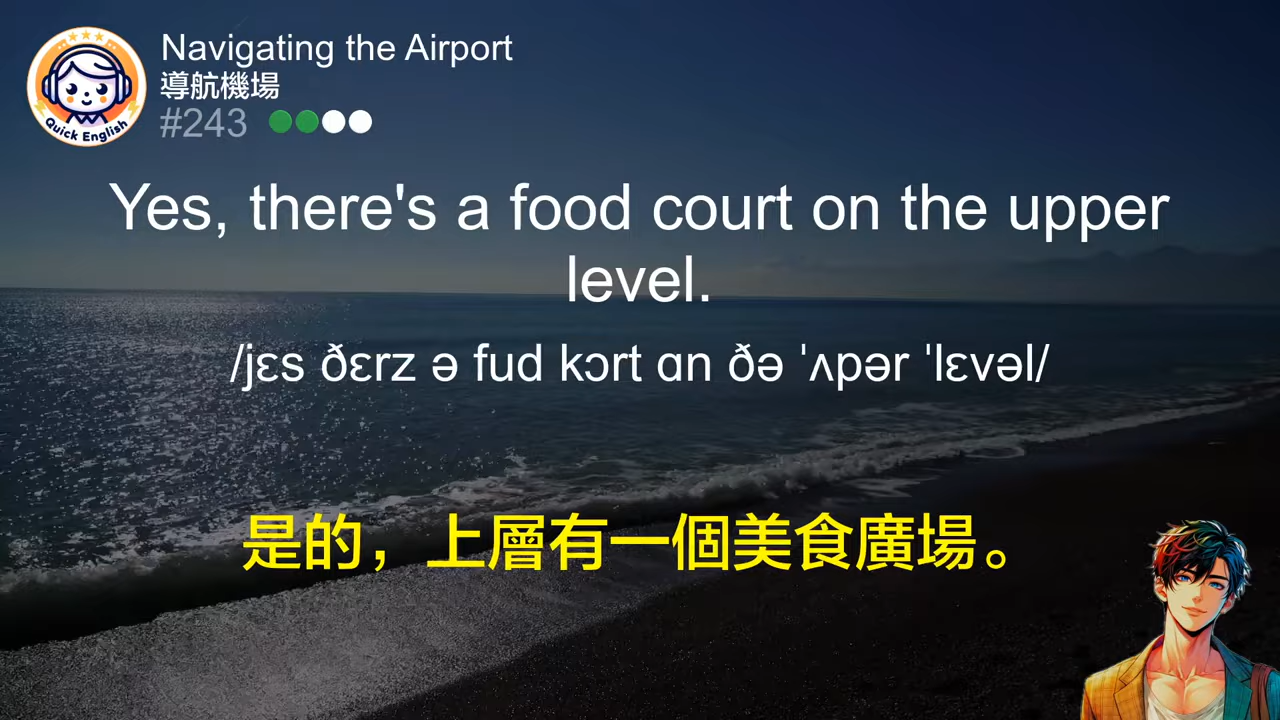 Quick English
Navigating the Airport
導航機場
#243
Yes, there's a food court on the upper
level.
/jɛs ðɛrz ə fud kɔrt ɑn ðə ˈʌpər ˈlɛvəl/
是的，上層有一個美食廣場。